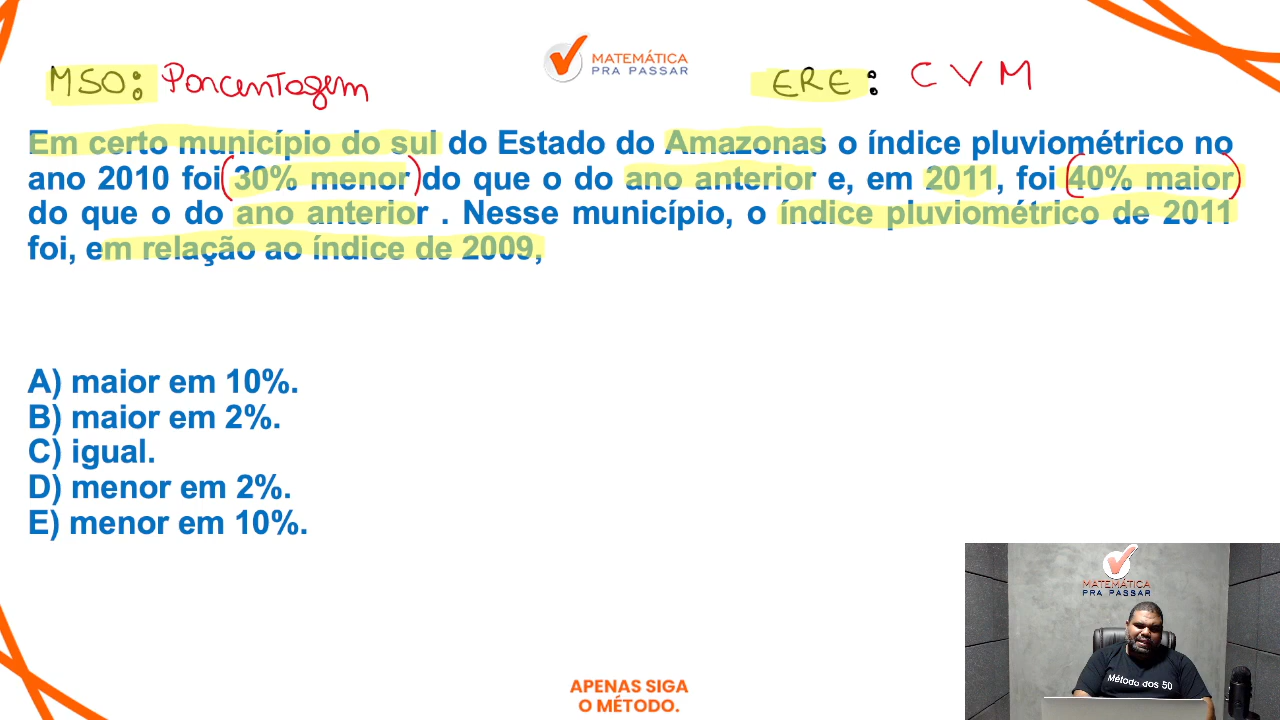 MATEMÁTICA
PRA PASSAR
MSO: Porcentagem
ERE: CVM
Em certo município do sul do Estado do Amazonas o índice pluviométrico no
ano 2010 foi (30% menor) do que o do ano anterior e, em 2011, foi (40% maior)
do que o do ano anterior . Nesse município, o índice pluviométrico de 2011
foi, em relação ao índice de 2009,
A) maior em 10%.
B) maior em 2%.
C) igual.
D) menor em 2%.
E) menor em 10%.
MATEMÁTICA
PRA PASSAR
Método dos 50
APENAS SIGA
O MÉTODO.